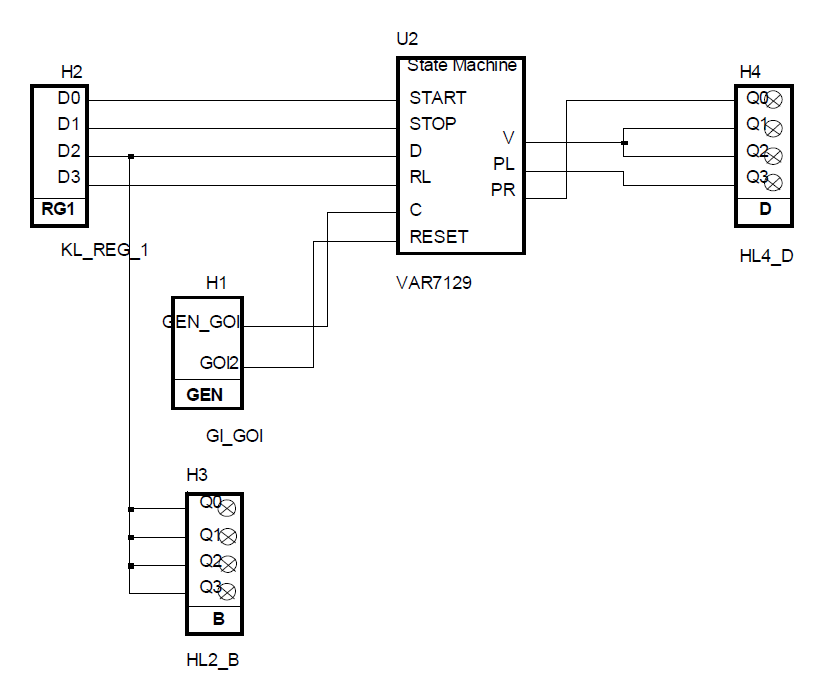 U2
State Machine
START
STOP
D
RL
C
RESET
V
PL
PR
VAR7129
H2
D0
D1
D2
D3
RG1
KL_REG_1
H4
Q0
Q1
Q2
Q3
D
HL4_D
H1
GEN_GOI
GOI2
GEN
GI_GOI
H3
Q0
Q1
Q2
Q3
B
HL2_B